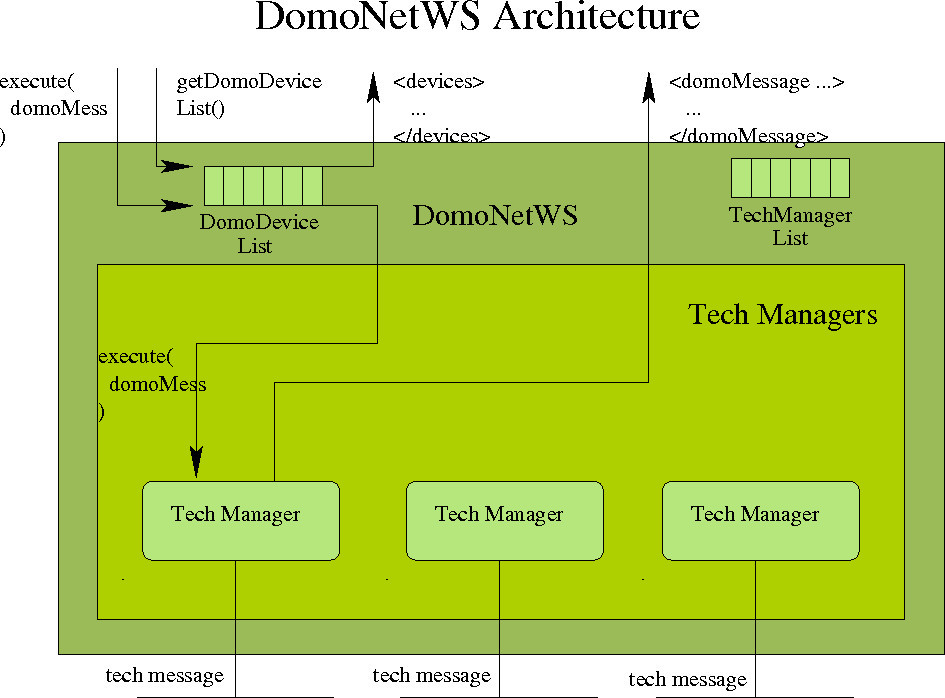 DomoNetWS Architecture
execute(
domoMess
)
getDomoDevice
List()
<devices>
...
</devices>
<domoMessage ...>
...
</domoMessage>
DomoDevice
List
DomoNetWS
TechManager
List
Tech Managers
execute(
domoMess
)
Tech Manager
Tech Manager
Tech Manager
tech message
tech message
tech message